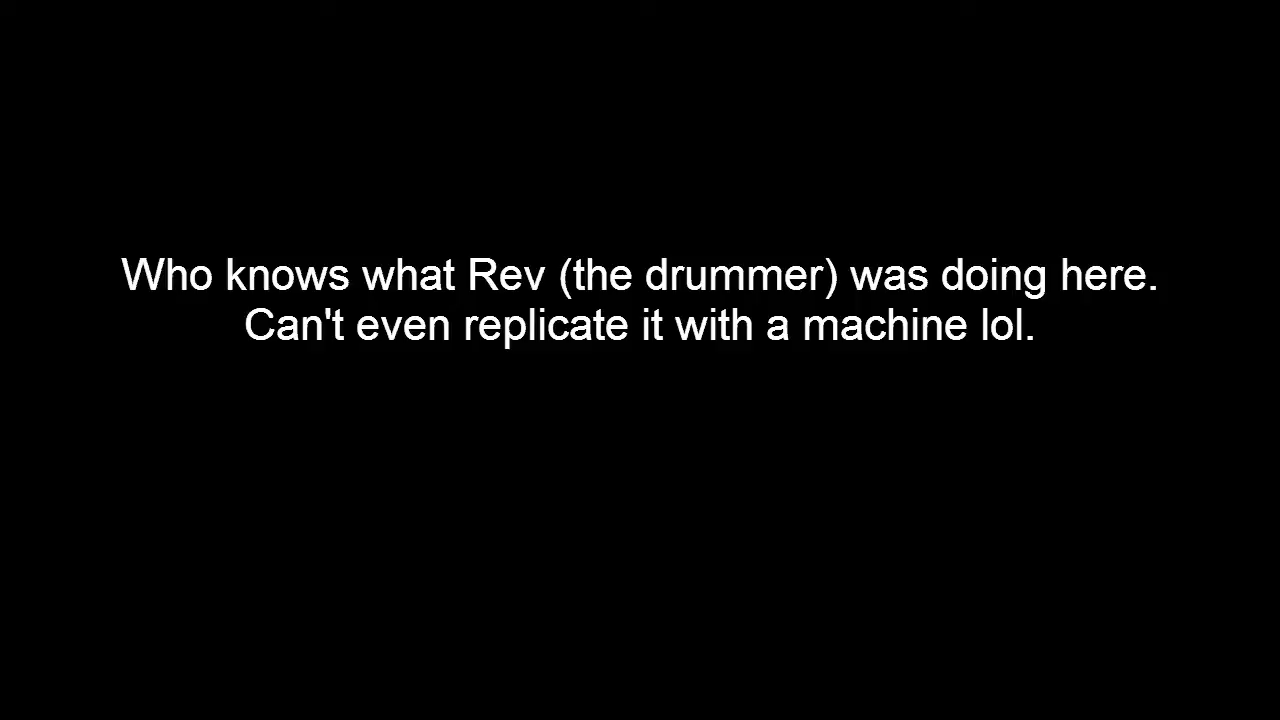 Who knows what Rev (the drummer) was doing here.
Can't even replicate it with a machine lol.